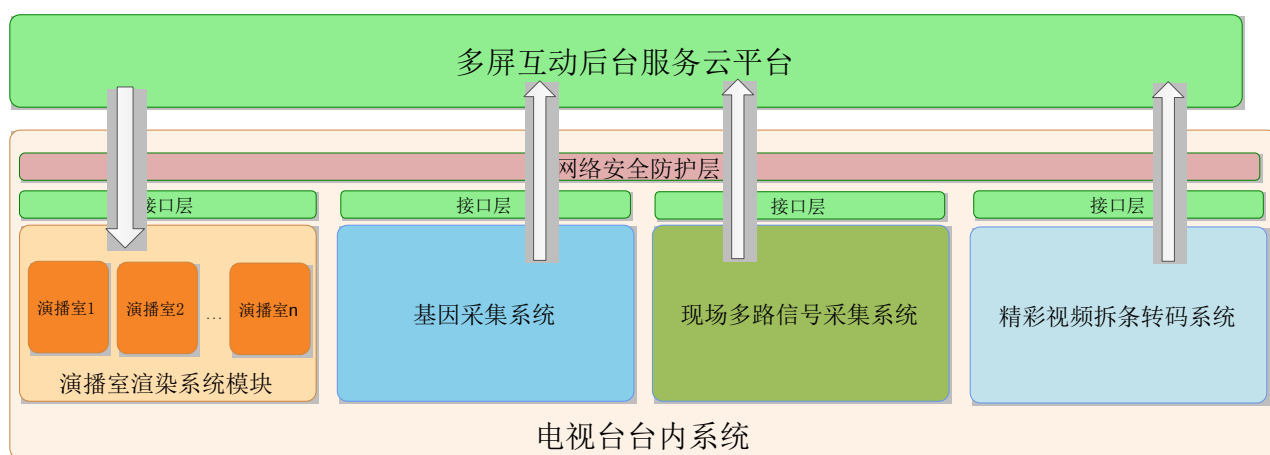 多屏互动后台服务云平台
网络安全防护层
接口层
接口层
接口层
接口层
演播室1
演播室2
...
演播室n
基因采集系统
现场多路信号采集系统
精彩视频拆条转码系统
演播室渲染系统模块
电视台台内系统